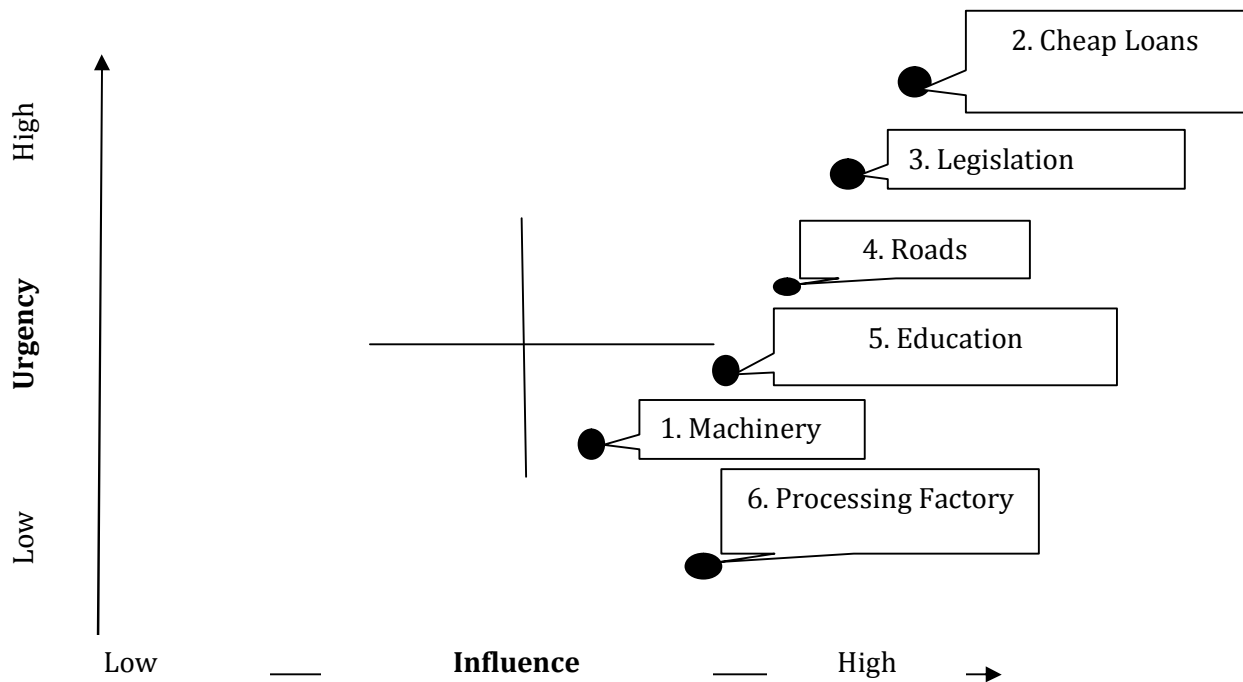 2. Cheap Loans
High
3. Legislation
4. Roads
Urgency
5. Education
1. Machinery
6. Processing Factory
Low
Low Influence High